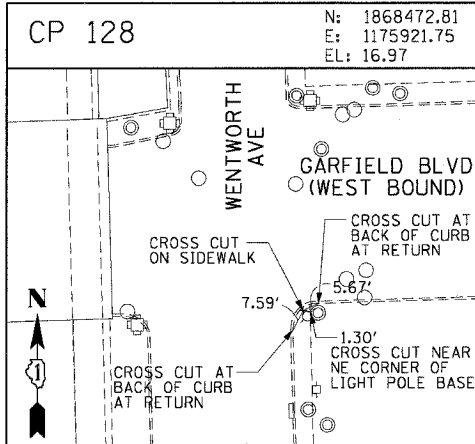 CP 128
N: 1868472.81
E: 1175921.75
EL: 16.97
WENTWORTH
AVE
GARFIELD BLVD
(WEST BOUND)
CROSS CUT AT
BACK OF CURB
AT RETURN
CROSS CUT
ON SIDEWALK
5.67'
7.59'
N
1
1.30'
CROSS CUT NEAR
NE CORNER OF
LIGHT POLE BASE
CROSS CUT AT
BACK OF CURB
AT RETURN